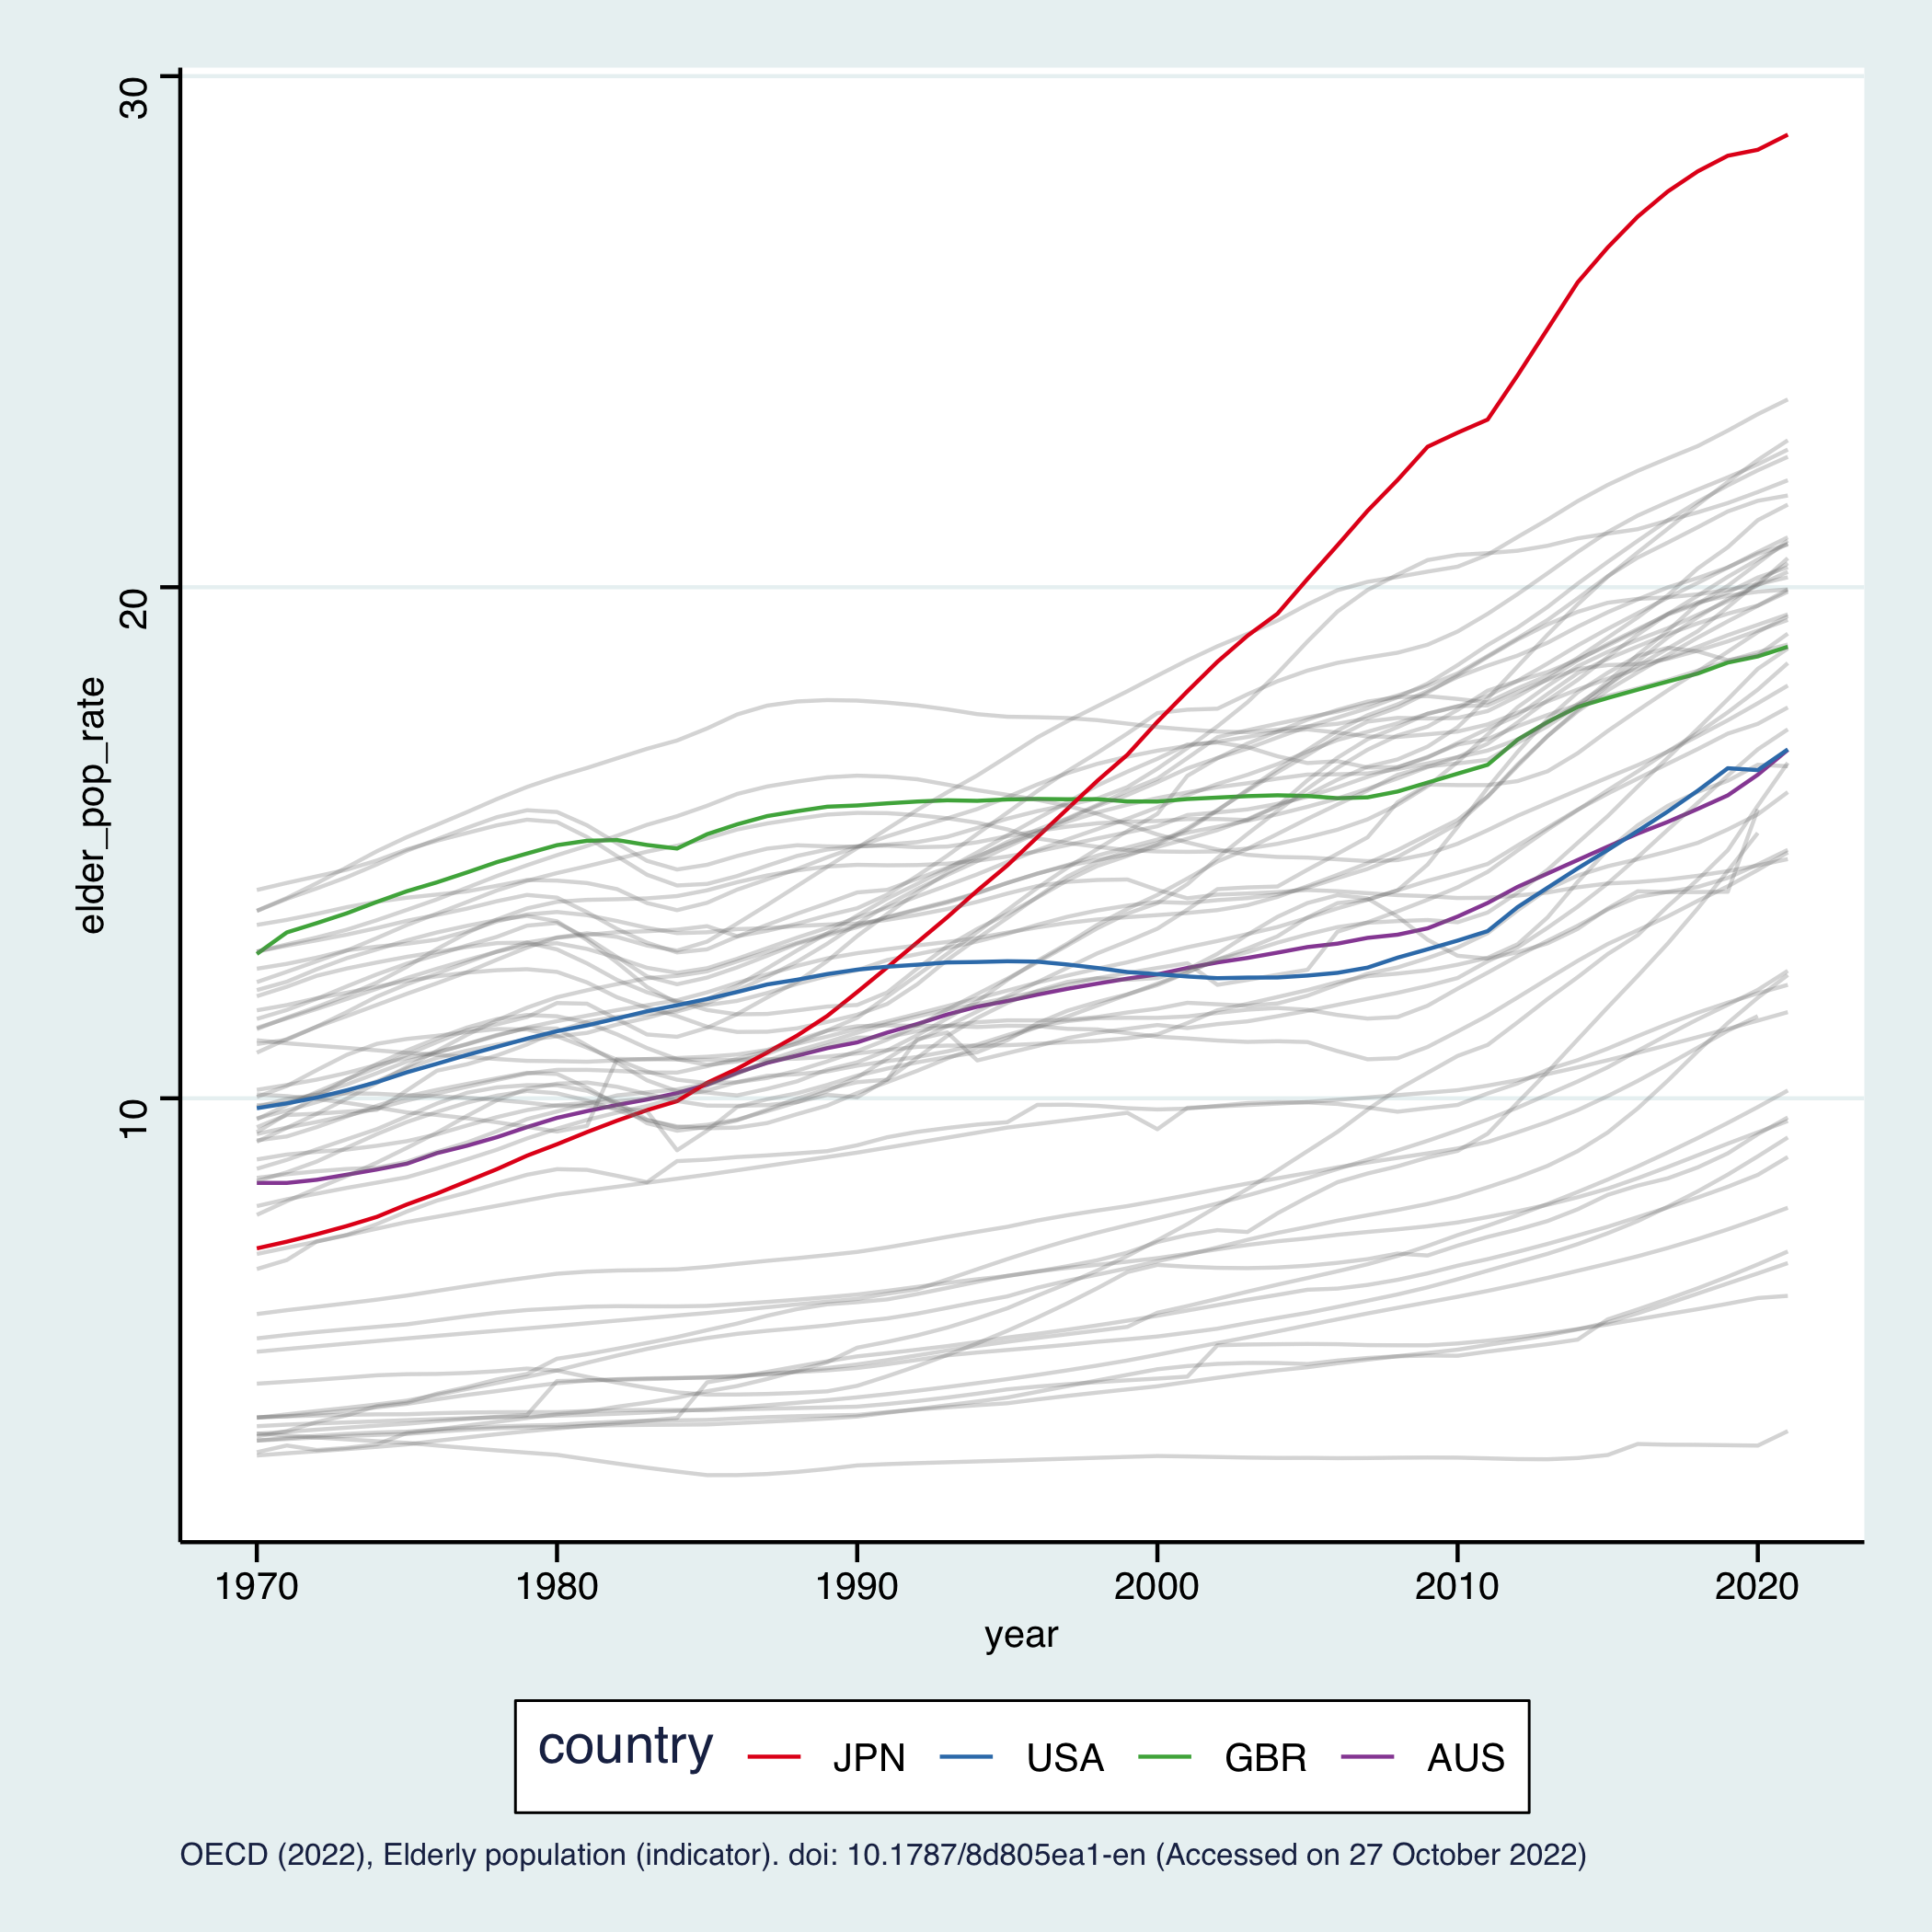 30
20
10
elder_pop_rate
1970 1980 1990 2000 2010 2020
year
country JPN USA GBR AUS
OECD (2022), Elderly population (indicator). doi: 10.1787/8d805ea1-en (Accessed on 27 October 2022)